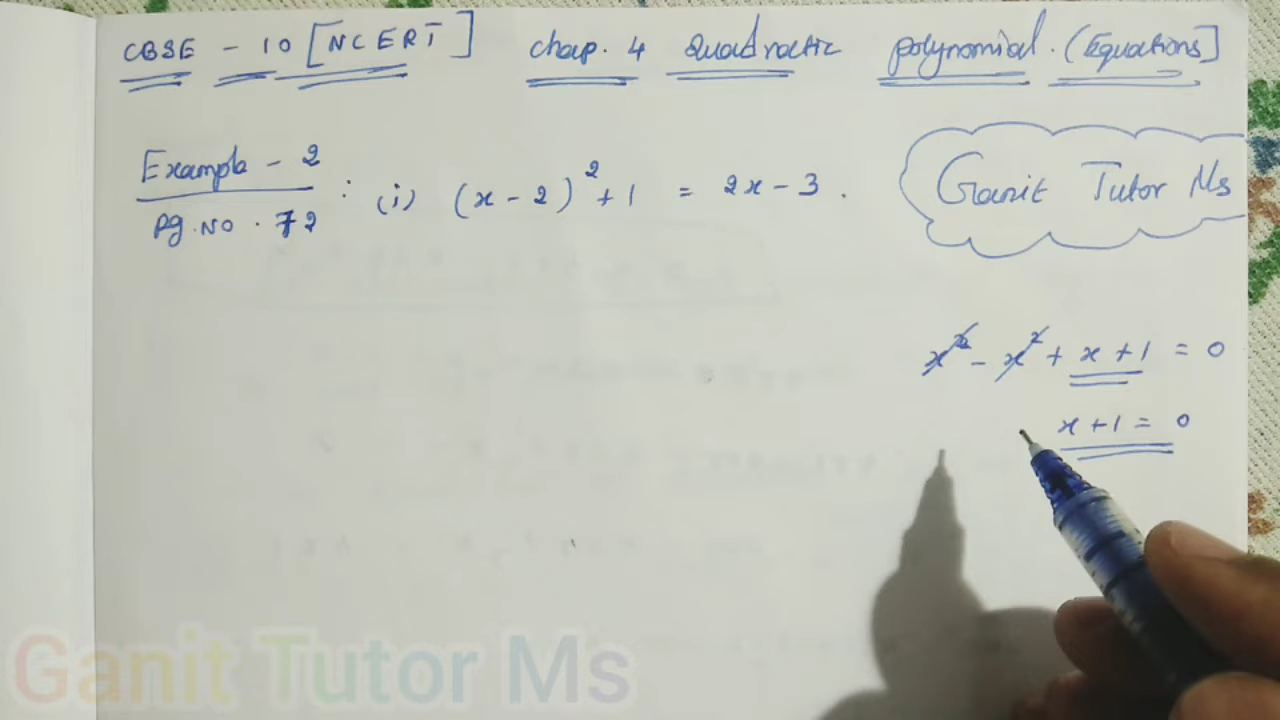 CBSE - 10 [NCERT] chap. 4 Quadractic polynomial. (Equations]
Example - 2
Pg.No. 72 : (i) (x - 2)² + 1 = 2x - 3.
Ganit Tutor Ms
x² - x² + x + 1 = 0
x + 1 = 0
Ganit Tutor Ms